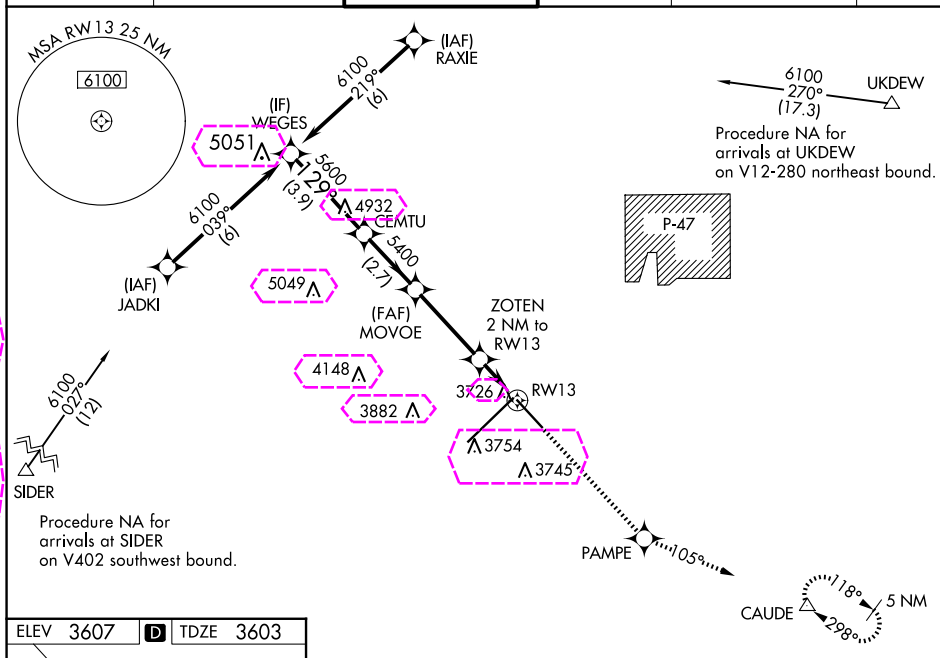 MSA RW13 25 NM
6100
(IAF)
RAXIE
6100
219°
(6)
6100
270°
(17.3)
UKDEW
Procedure NA for
arrivals at UKDEW
on V12-280 northeast bound.
(IF)
WEGES
5051
5600
129°
(3.9)
4932
CEMTU
P-47
6100
039°
(6)
5400
(2.7)
(IAF)
JADKI
5049
(FAF)
MOVOE
ZOTEN
2 NM to
RW13
4148
3726
RW13
3882
6100
027°
(12)
3754
3745
SIDER
Procedure NA for
arrivals at SIDER
on V402 southwest bound.
PAMPE
105°
118°
5 NM
CAUDE
298°
ELEV 3607 D TDZE 3603